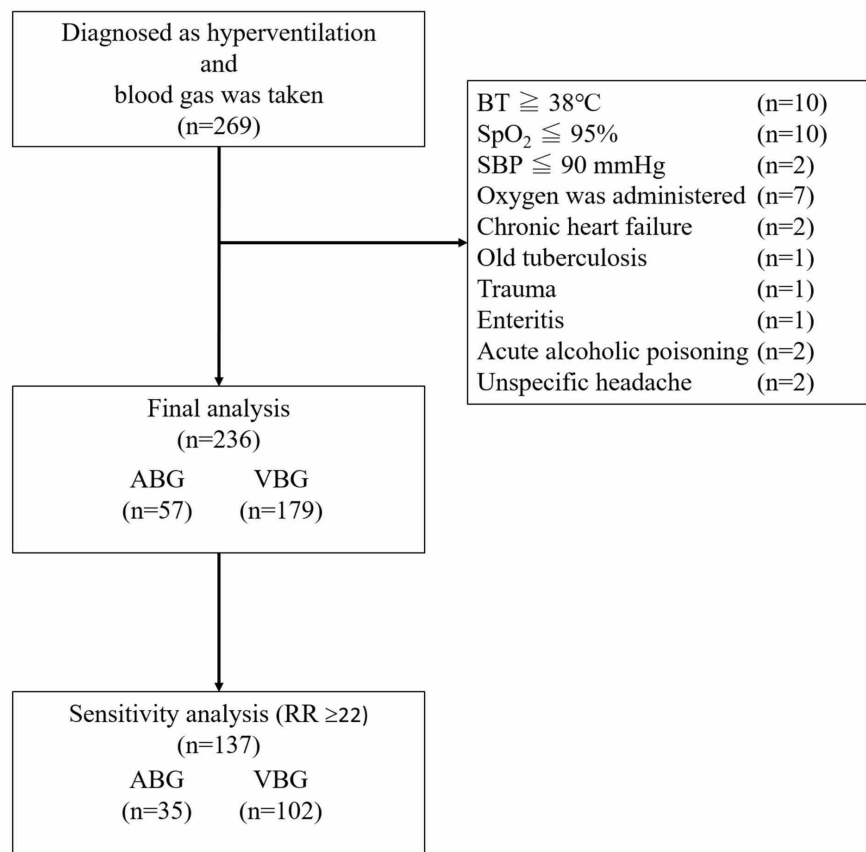 Diagnosed as hyperventilation
and
blood gas was taken
(n=269)
BT ≧ 38℃ (n=10)
SpO₂ ≦ 95% (n=10)
SBP ≦ 90 mmHg (n=2)
Oxygen was administered (n=7)
Chronic heart failure (n=2)
Old tuberculosis (n=1)
Trauma (n=1)
Enteritis (n=1)
Acute alcoholic poisoning (n=2)
Unspecific headache (n=2)
Final analysis
(n=236)
ABG VBG
(n=57) (n=179)
Sensitivity analysis (RR ≥22)
(n=137)
ABG VBG
(n=35) (n=102)